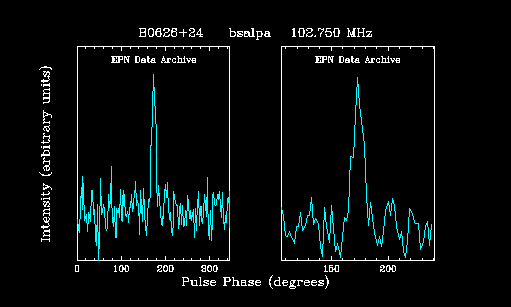 B0626+24 bsalpa 102.750 MHz
EPN Data Archive EPN Data Archive
Intensity (arbitrary units)
0 100 200 300 150 200
Pulse Phase (degrees)